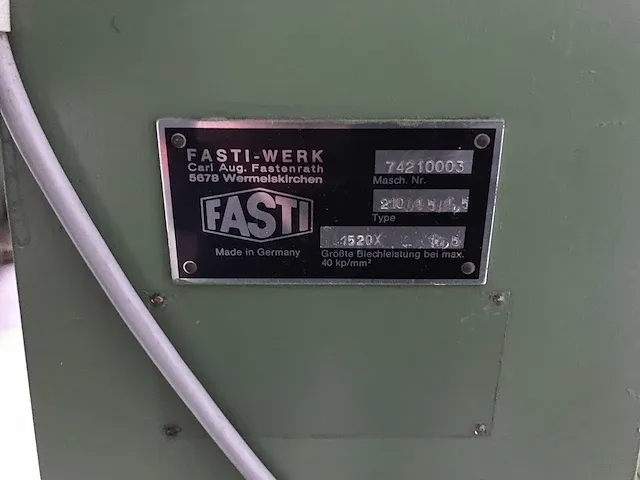 FASTI-WERK
Carl Aug. Fastenrath
5678 Wermelskirchen
FASTI
Made in Germany
74210003
Masch. Nr.
Type
1520X
Größte Blechleistung bei max.
40 kp/mm²